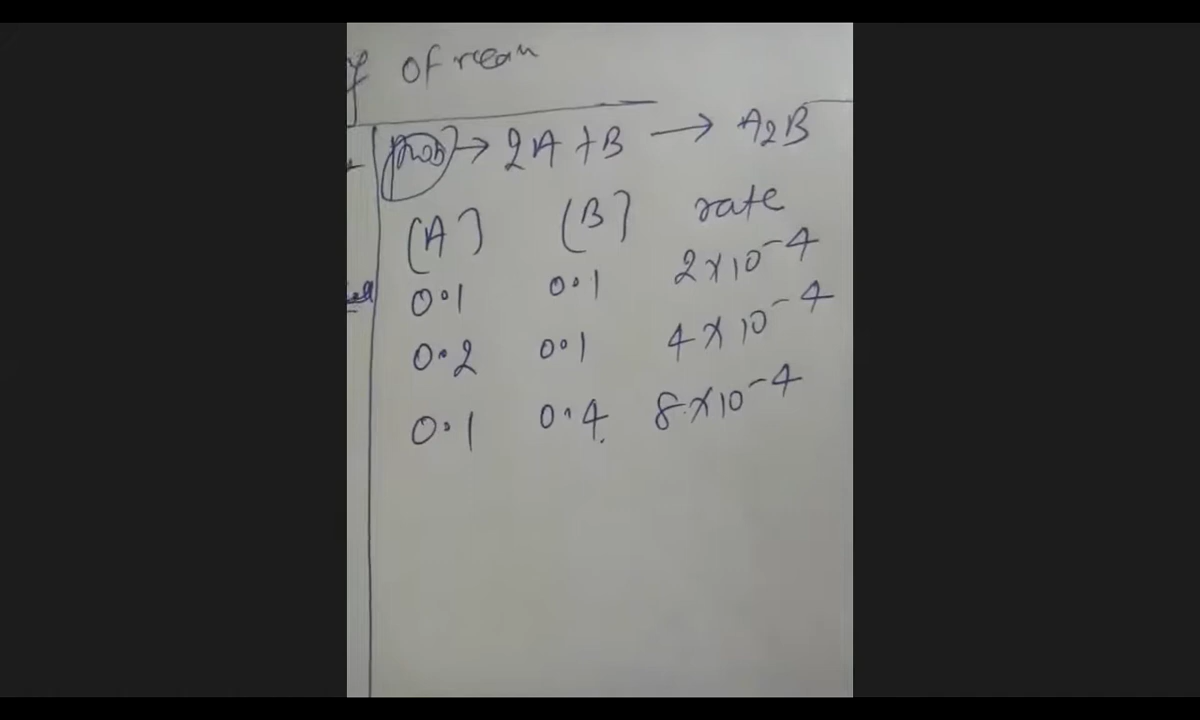 of rean
→ 2A + B → A2B
(A] (B] rate
0.1 0.1 2×10-4
0.2 0.1 4×10-4
0.1 0.4 8×10-4